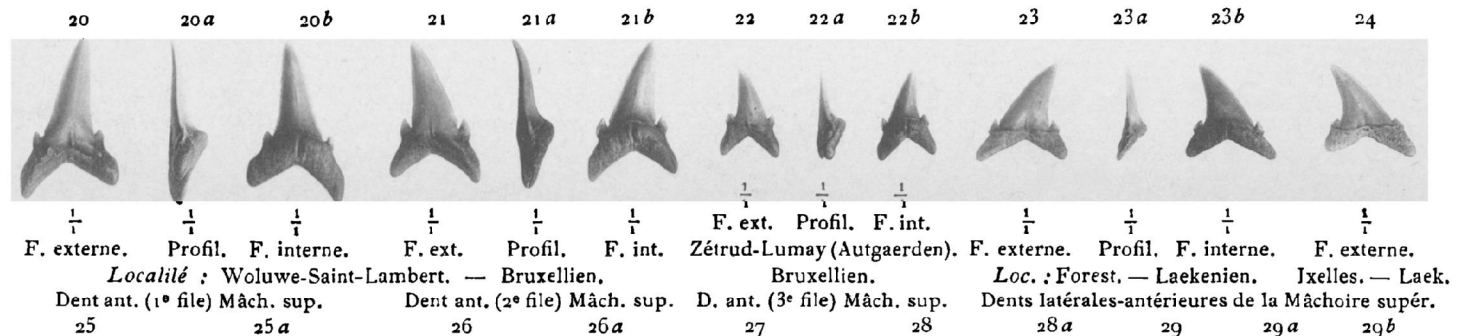 20 20a 20b 21 21a 21b 22 22a 22b 23 23a 23b 24
1/1 1/1 1/1
1/1 1/1 1/1 1/1 1/1 1/1 F. ext. Profil. F. int. 1/1 1/1 1/1 1/1
F. externe. Profil. F. interne. F. ext. Profil. F. int. Zétrud-Lumay (Autgaerden). F. externe. Profil. F. interne. F. externe.
Localilé : Woluwe-Saint-Lambert. — Bruxellien. Bruxellien. Loc. : Forest. — Laekenien. Ixelles. — Laek.
Dent ant. (1e file) Mâch. sup. Dent ant. (2e file) Mâch. sup. D. ant. (3e file) Mâch. sup. Dents latérales-antérieures de la Mâchoire supér.
25 25a 26 26a 27 28 28a 29 29a 29b